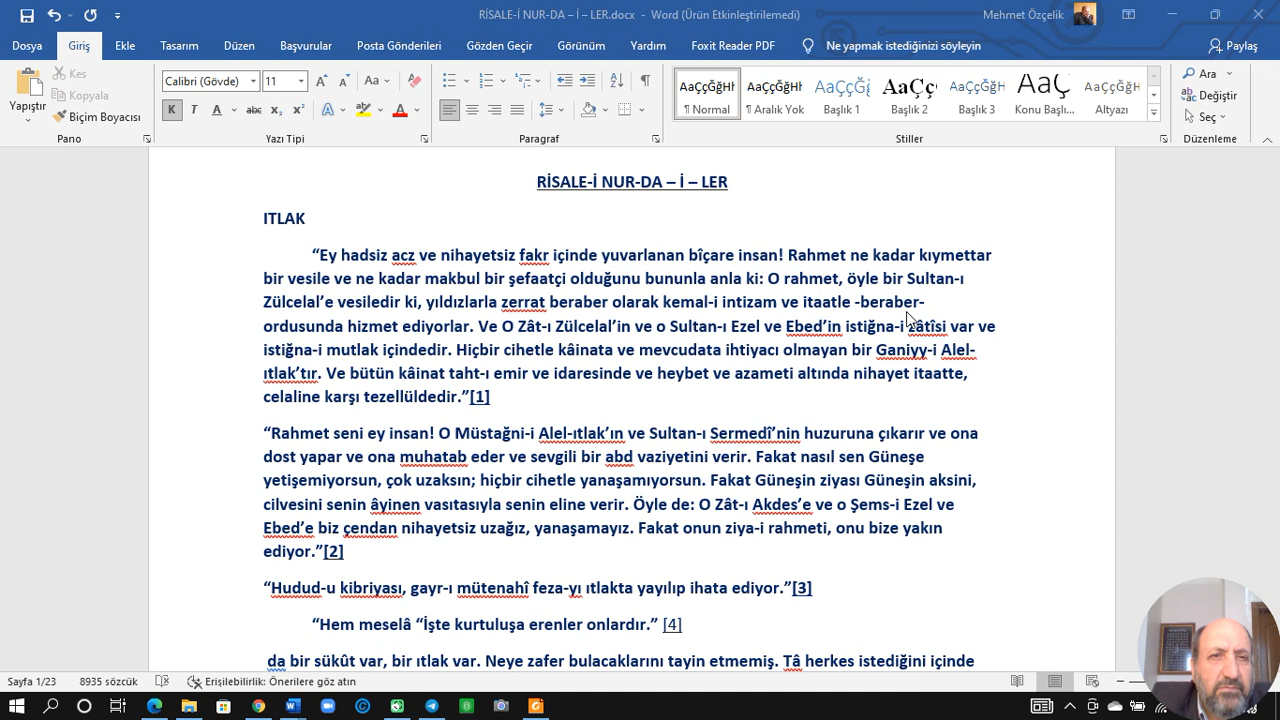 RİSALE-İ NUR-DA – İ – LER.docx - Word (Ürün Etkinleştirilemedi)
Mehmet Özçelik
Dosya Giriş Ekle Tasarım Düzen Başvurular Posta Gönderileri Gözden Geçir Görünüm Yardım Foxit Reader PDF Ne yapmak istediğinizi söyleyin Paylaş
Yapıştır
Kes
Kopyala
Biçim Boyacısı
Pano
Calibri (Gövde) 11
Yazı Tipi
Paragraf
¶ Normal
¶ Aralık Yok
Başlık 1
Başlık 2
Başlık 3
Konu Başlı...
Altyazı
Stiller
Ara
Değiştir
Seç
Düzenleme
RİSALE-İ NUR-DA – İ – LER
ITLAK
“Ey hadsiz acz ve nihayetsiz fakr içinde yuvarlanan bîçare insan! Rahmet ne kadar kıymettar
bir vesile ve ne kadar makbul bir şefaatçi olduğunu bununla anla ki: O rahmet, öyle bir Sultan-ı
Zülcelal’e vesiledir ki, yıldızlarla zerrat beraber olarak kemal-i intizam ve itaatle -beraber-
ordusunda hizmet ediyorlar. Ve O Zât-ı Zülcelal’in ve o Sultan-ı Ezel ve Ebed’in istiğna-i zâtîsi var ve
istiğna-i mutlak içindedir. Hiçbir cihetle kâinata ve mevcudata ihtiyacı olmayan bir Ganiyy-i Alel-
ıtlak’tır. Ve bütün kâinat taht-ı emir ve idaresinde ve heybet ve azameti altında nihayet itaatte,
celaline karşı tezellüldedir.”[1]
“Rahmet seni ey insan! O Müstağni-i Alel-ıtlak’ın ve Sultan-ı Sermedî’nin huzuruna çıkarır ve ona
dost yapar ve ona muhatab eder ve sevgili bir abd vaziyetini verir. Fakat nasıl sen Güneşe
yetişemiyorsun, çok uzaksın; hiçbir cihetle yanaşamıyorsun. Fakat Güneşin ziyası Güneşin aksini,
cilvesini senin âyinen vasıtasıyla senin eline verir. Öyle de: O Zât-ı Akdes’e ve o Şems-i Ezel ve
Ebed’e biz çendan nihayetsiz uzağız, yanaşamayız. Fakat onun ziya-i rahmeti, onu bize yakın
ediyor.”[2]
“Hudud-u kibriyası, gayr-ı mütenahî feza-yı ıtlakta yayılıp ihata ediyor.”[3]
“Hem meselâ “İşte kurtuluşa erenler onlardır.” [4]
da bir sükût var, bir ıtlak var. Neye zafer bulacaklarını tayin etmemiş. Tâ herkes istediğini içinde
Sayfa 1/23 8935 sözcük Erişilebilirlik: Önerilere göz atın